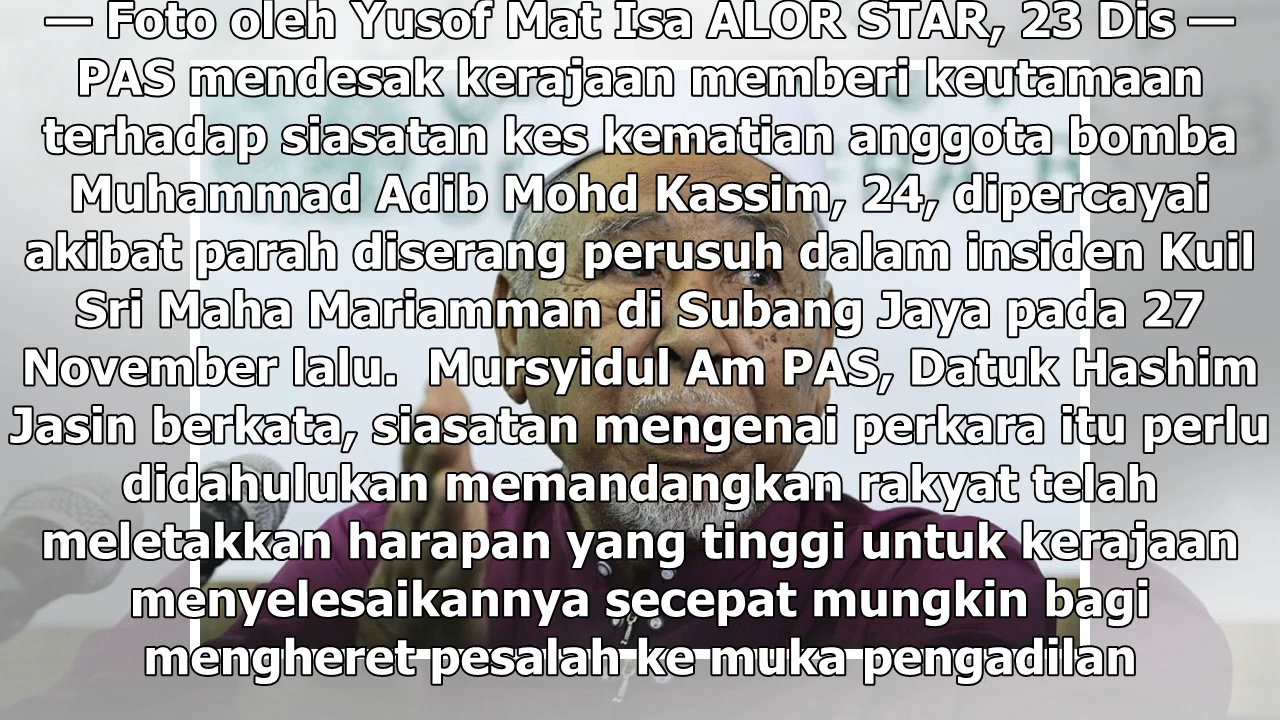 — Foto oleh Yusof Mat Isa ALOR STAR, 23 Dis —
PAS mendesak kerajaan memberi keutamaan
terhadap siasatan kes kematian anggota bomba
Muhammad Adib Mohd Kassim, 24, dipercayai
akibat parah diserang perusuh dalam insiden Kuil
Sri Maha Mariamman di Subang Jaya pada 27
November lalu.  Mursyidul Am PAS, Datuk Hashim
Jasin berkata, siasatan mengenai perkara itu perlu
didahulukan memandangkan rakyat telah
meletakkan harapan yang tinggi untuk kerajaan
menyelesaikannya secepat mungkin bagi
mengheret pesalah ke muka pengadilan